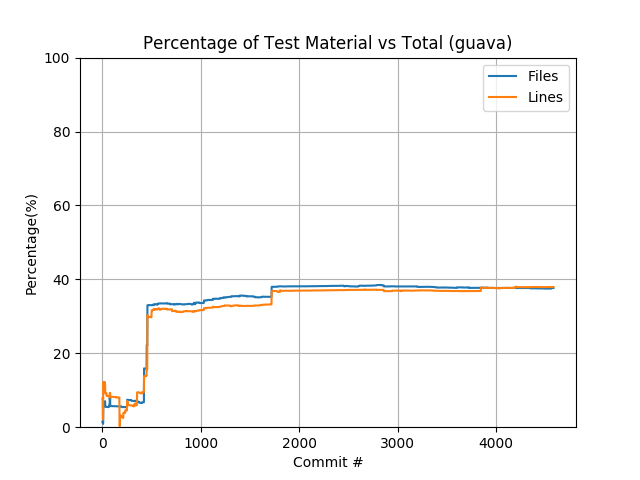 Percentage of Test Material vs Total (guava)
Files
Lines
100
80
60
40
20
0
Percentage(%)
0 1000 2000 3000 4000
Commit #